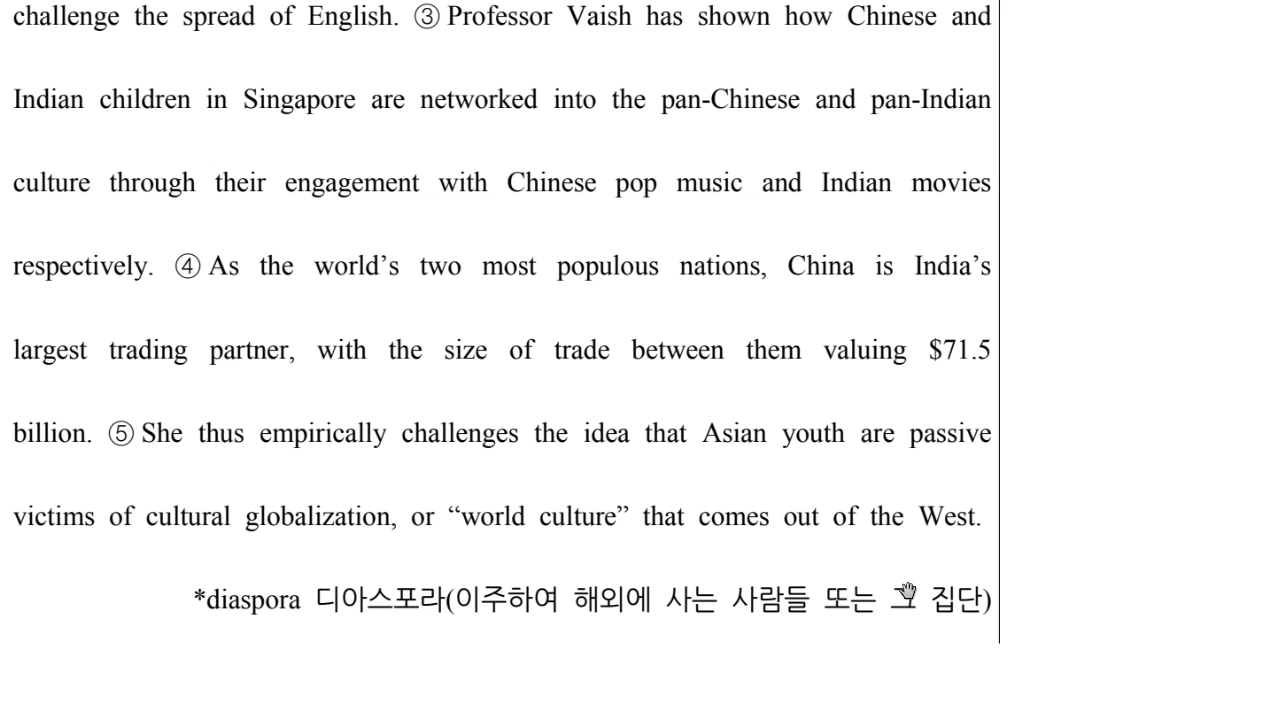 challenge the spread of English. ③ Professor Vaish has shown how Chinese and
Indian children in Singapore are networked into the pan-Chinese and pan-Indian
culture through their engagement with Chinese pop music and Indian movies
respectively. ④ As the world’s two most populous nations, China is India’s
largest trading partner, with the size of trade between them valuing $71.5
billion. ⑤ She thus empirically challenges the idea that Asian youth are passive
victims of cultural globalization, or “world culture” that comes out of the West.
*diaspora 디아스포라(이주하여 해외에 사는 사람들 또는 그 집단)